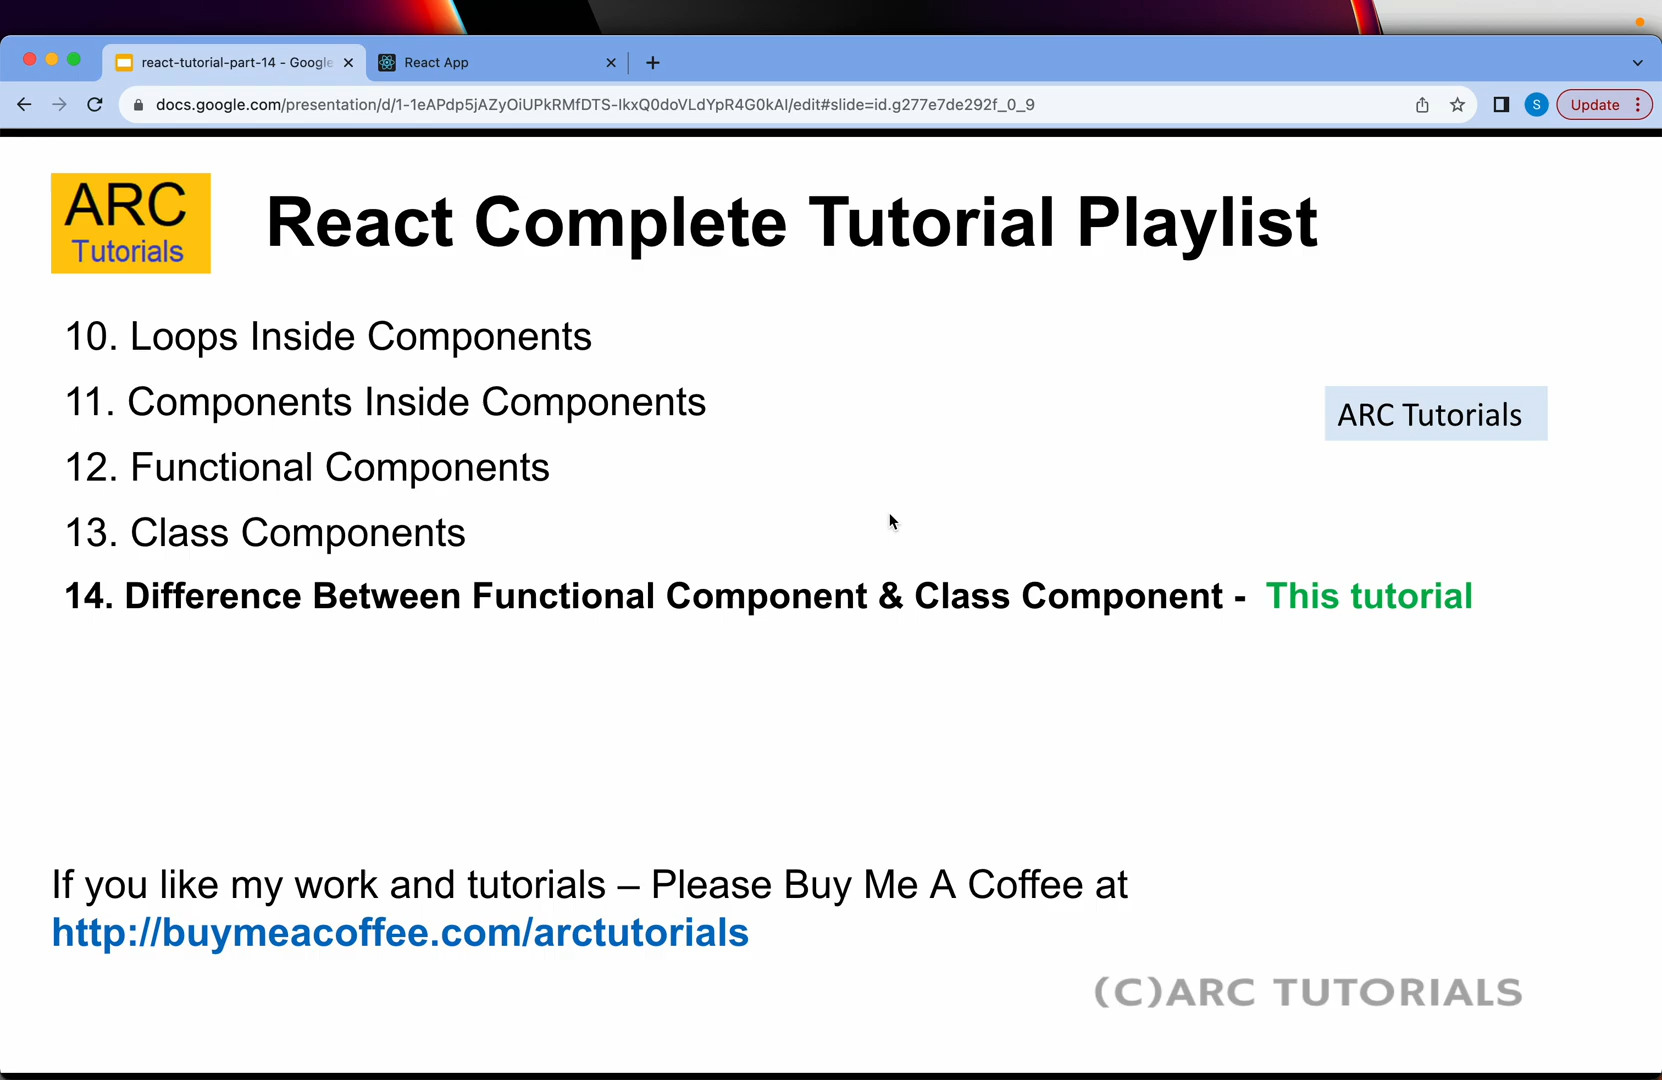 react-tutorial-part-14 - Google
React App
docs.google.com/presentation/d/1-1eAPdp5jAZyOiUPkRMfDTS-IkxQ0doVLdYpR4G0kAI/edit#slide=id.g277e7de292f_0_9
S
Update
ARC
Tutorials
React Complete Tutorial Playlist
10. Loops Inside Components
11. Components Inside Components
ARC Tutorials
12. Functional Components
13. Class Components
14. Difference Between Functional Component & Class Component - This tutorial
If you like my work and tutorials – Please Buy Me A Coffee at
http://buymeacoffee.com/arctutorials
(C)ARC TUTORIALS